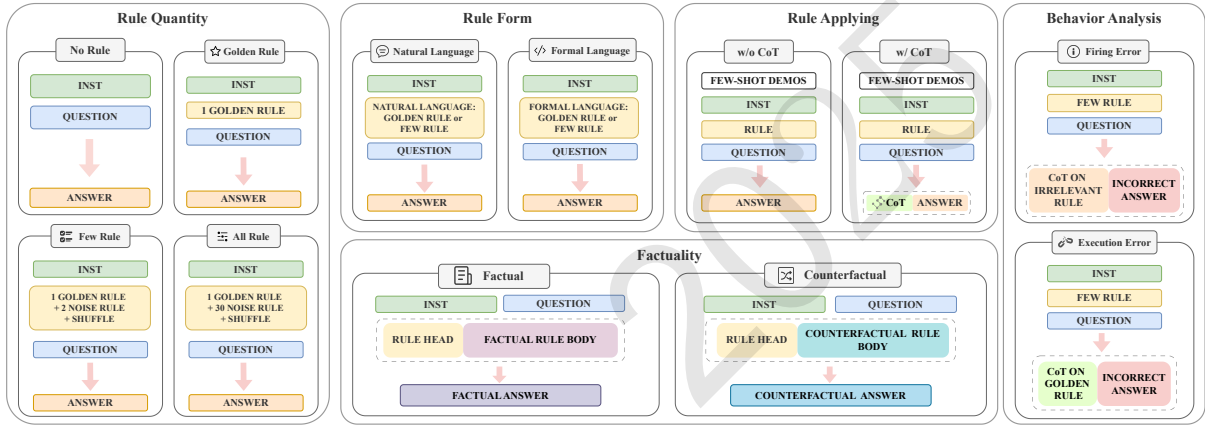 Rule Quantity
No Rule
INST
QUESTION
ANSWER
Golden Rule
INST
1 GOLDEN RULE
QUESTION
ANSWER
Few Rule
INST
1 GOLDEN RULE
+ 2 NOISE RULE
+ SHUFFLE
QUESTION
ANSWER
All Rule
INST
1 GOLDEN RULE
+ 30 NOISE RULE
+ SHUFFLE
QUESTION
ANSWER
Rule Form
Natural Language
INST
NATURAL LANGUAGE:
GOLDEN RULE or
FEW RULE
QUESTION
ANSWER
</> Formal Language
INST
FORMAL LANGUAGE:
GOLDEN RULE or
FEW RULE
QUESTION
ANSWER
Rule Applying
w/o CoT
FEW-SHOT DEMOS
INST
RULE
QUESTION
ANSWER
w/ CoT
FEW-SHOT DEMOS
INST
RULE
QUESTION
CoT ANSWER
Factuality
Factual
INST QUESTION
RULE HEAD FACTUAL RULE BODY
FACTUAL ANSWER
Counterfactual
INST QUESTION
RULE HEAD COUNTERFACTUAL RULE
BODY
COUNTERFACTUAL ANSWER
Behavior Analysis
Firing Error
INST
FEW RULE
QUESTION
CoT ON
IRRELEVANT
RULE
INCORRECT
ANSWER
Execution Error
INST
FEW RULE
QUESTION
CoT ON
GOLDEN
RULE
INCORRECT
ANSWER
2025